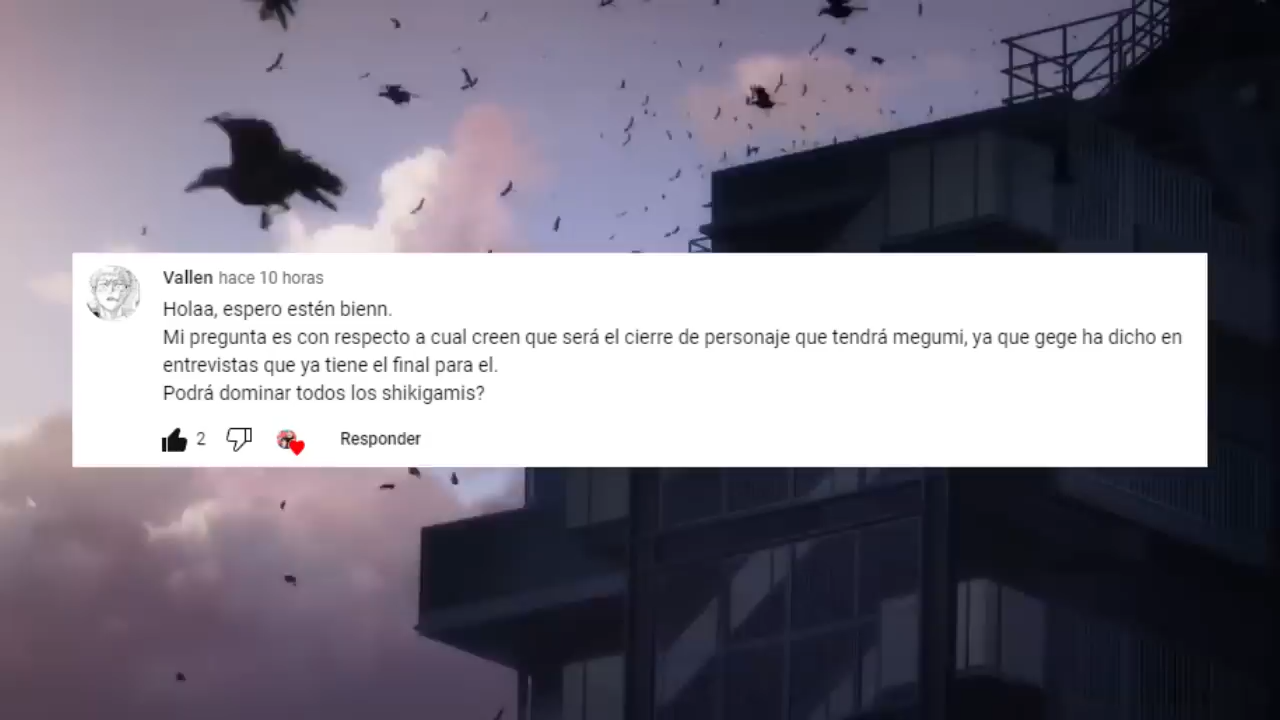 Vallen hace 10 horas
Holaa, espero estén bienn.
Mi pregunta es con respecto a cual creen que será el cierre de personaje que tendrá megumi, ya que gege ha dicho en
entrevistas que ya tiene el final para el.
Podrá dominar todos los shikigamis?
2 Responder